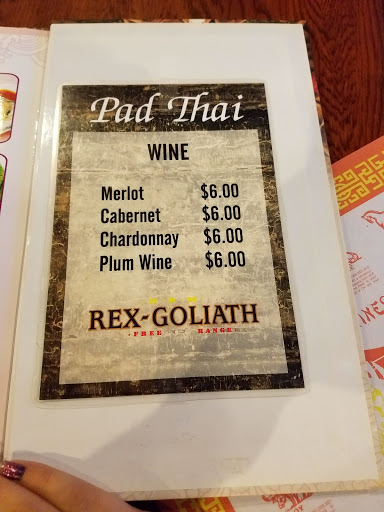 Pad Thai
WINE
Merlot $6.00
Cabernet $6.00
Chardonnay $6.00
Plum Wine $6.00
REX-GOLIATH
FREE RANGE